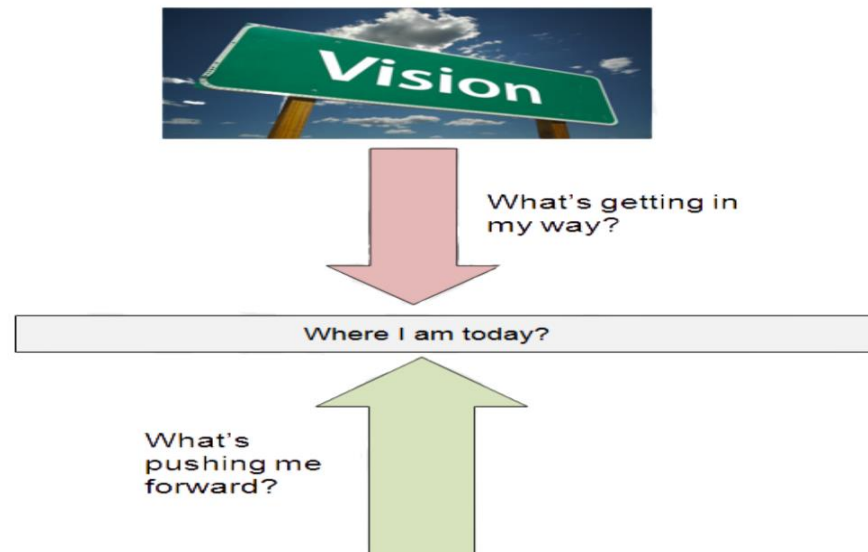 Vision
What's getting in
my way?
Where I am today?
What's
pushing me
forward?